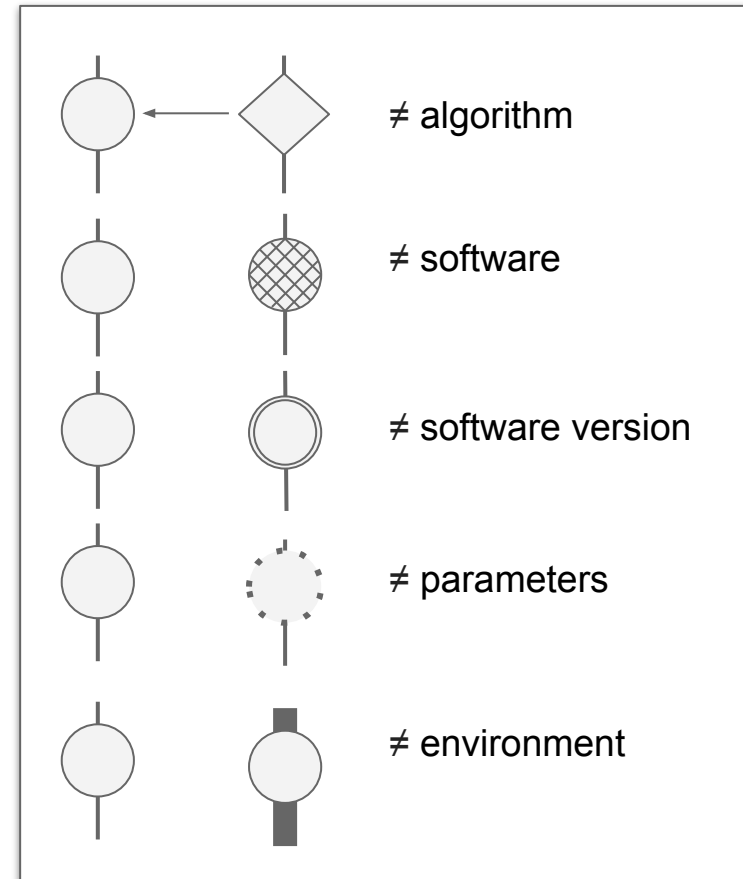 ≠ algorithm
≠ software
≠ software version
≠ parameters
≠ environment